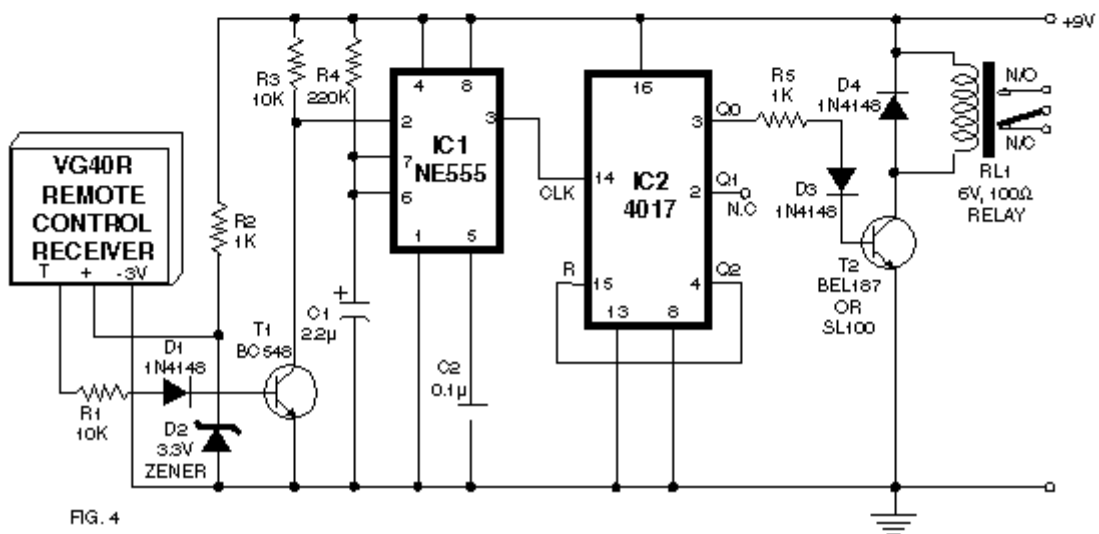 +9V
R3
10K
R4
220K
4
8
16
R5
1K
D4
1N4148
N/O
N/C
RL1
6V, 100Ω
RELAY
2
7
6
3
1
5
IC1
NE555
CLK
14
IC2
4017
3
Q0
2
Q1
N.C
R
15
4
Q2
13
8
D3
1N4148
T2
BEL187
OR
SL100
VG40R
REMOTE
CONTROL
RECEIVER
T + -3V
R2
1K
C1
+
2.2µ
T1
BC548
D1
1N4148
R1
10K
D2
3.3V
ZENER
C2
0.1µ
FIG. 4